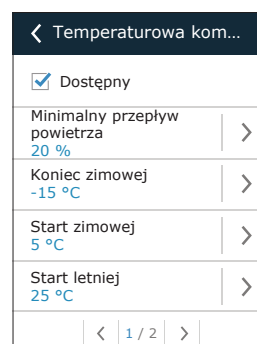 Temperaturowa kom...
Dostępny
Minimalny przepływ
powietrza
20 %
Koniec zimowej
-15 °C
Start zimowej
5 °C
Start letniej
25 °C
1 / 2